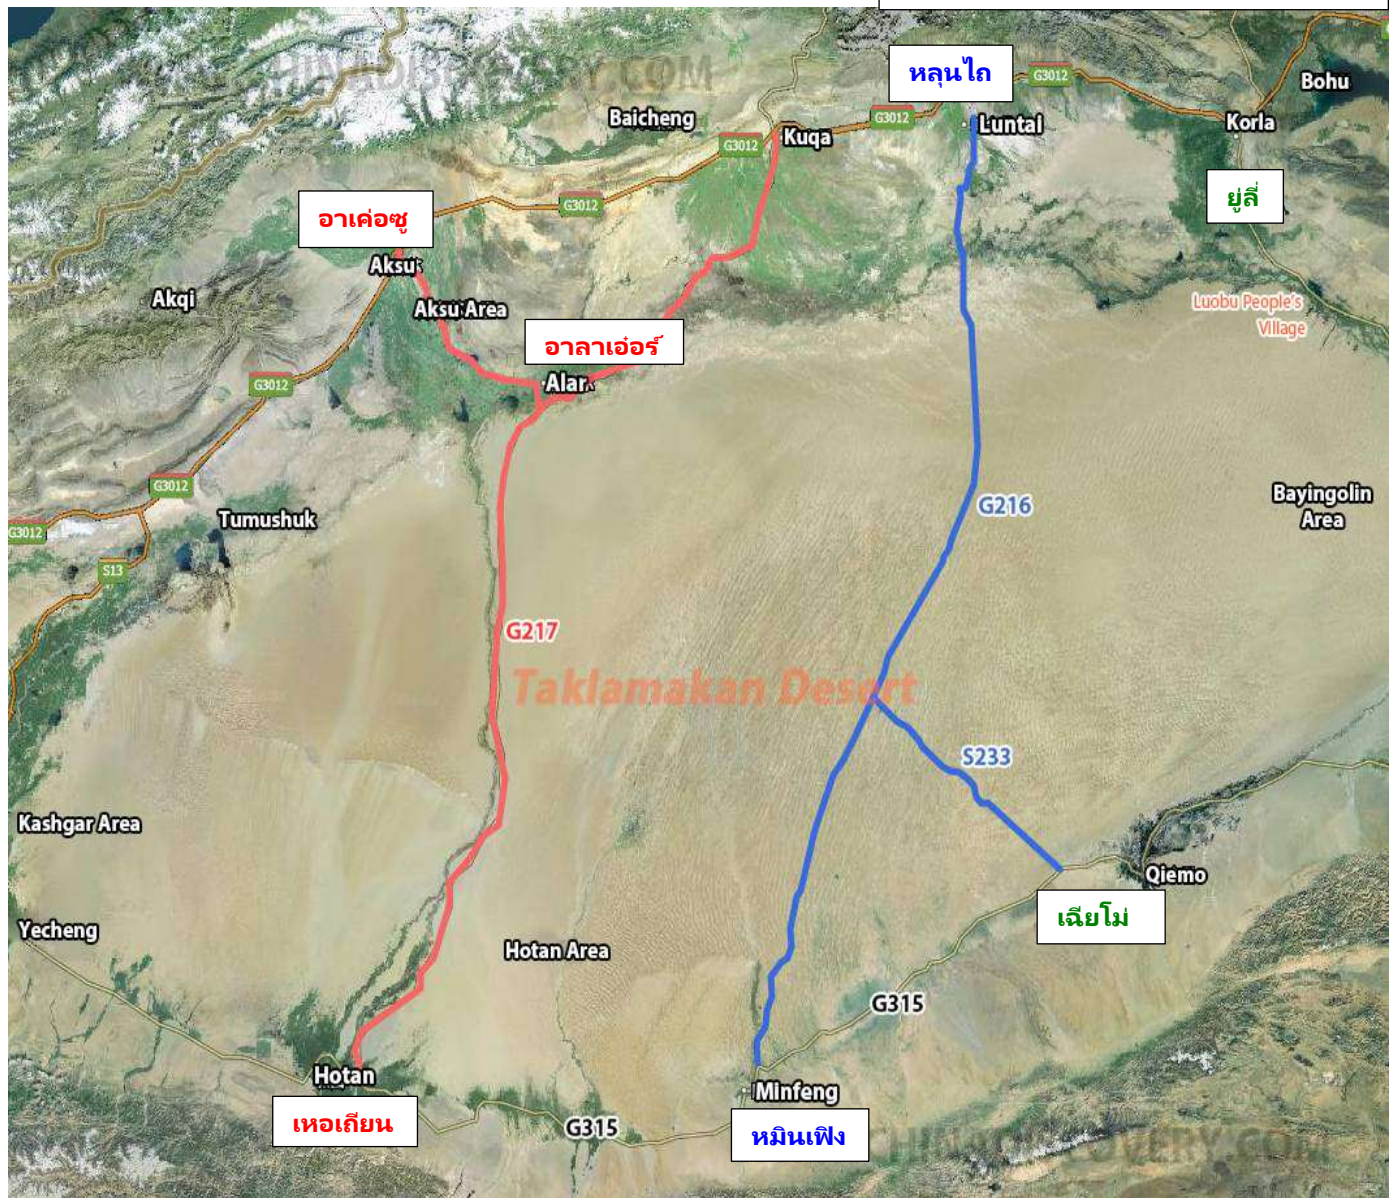 HINADISCOVERY.COM
หลุนไถ
G3012
Bohu
Baicheng
G3012
Luntai
Korla
Kuqa
G3012
ยู่ลี่
G3012
อาเค่อซู
Aksu
Akqi
Aksu Area
Luobu People's
Village
อาลาเอ๋อร์
Alar
G3012
G3012
Bayingolin
Area
G216
Tumushuk
G3012
S13
G217
Taklamakan Desert
S233
Kashgar Area
Qiemo
เฉียโม่
Yecheng
Hotan Area
G315
Hotan
Minfeng
เหอเถียน
G315
หมินเฟิง
HINADISCOVERY.COM